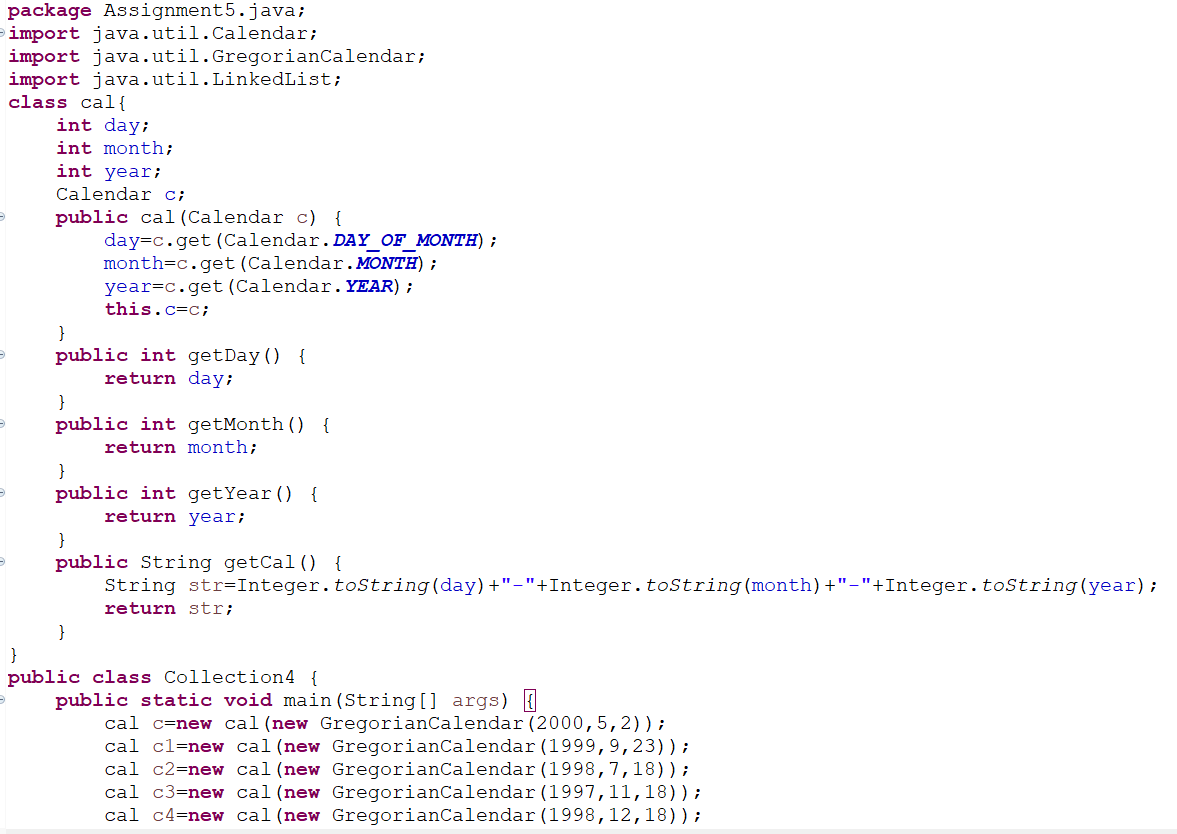 package Assignment5.java;
import java.util.Calendar;
import java.util.GregorianCalendar;
import java.util.LinkedList;
class cal{
    int day;
    int month;
    int year;
    Calendar c;
    public cal(Calendar c) {
        day=c.get(Calendar.DAY_OF_MONTH);
        month=c.get(Calendar.MONTH);
        year=c.get(Calendar.YEAR);
        this.c=c;
    }
    public int getDay() {
        return day;
    }
    public int getMonth() {
        return month;
    }
    public int getYear() {
        return year;
    }
    public String getCal() {
        String str=Integer.toString(day)+"-"+Integer.toString(month)+"-"+Integer.toString(year);
        return str;
    }
}
public class Collection4 {
    public static void main(String[] args) {
        cal c=new cal(new GregorianCalendar(2000,5,2));
        cal c1=new cal(new GregorianCalendar(1999,9,23));
        cal c2=new cal(new GregorianCalendar(1998,7,18));
        cal c3=new cal(new GregorianCalendar(1997,11,18));
        cal c4=new cal(new GregorianCalendar(1998,12,18));